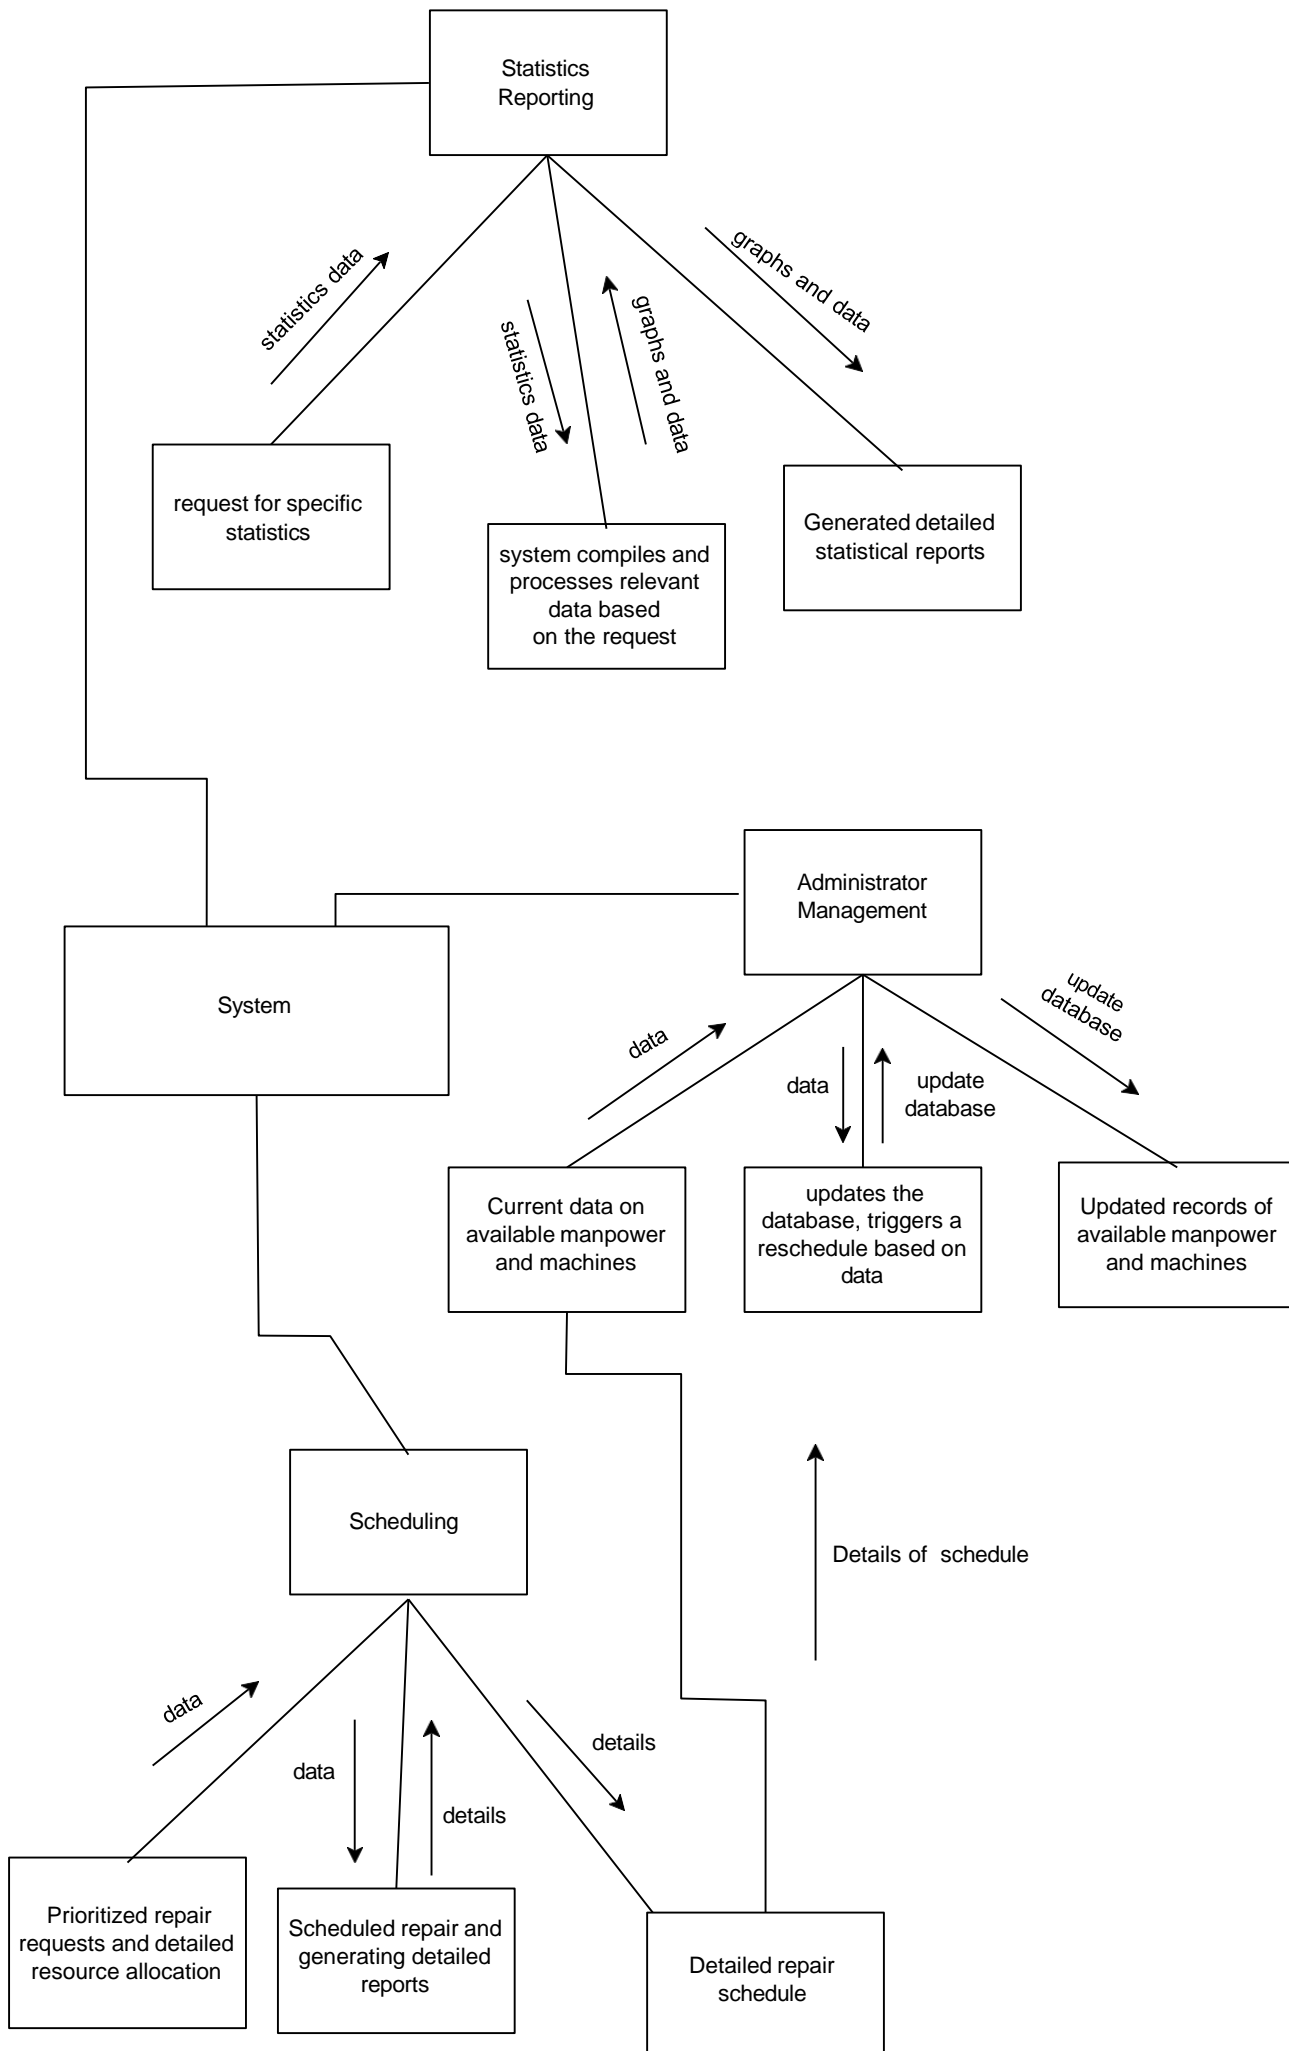 Statistics
Reporting
statistics data
statistics data
graphs and data
graphs and data
request for specific
statistics
system compiles and
processes relevant
data based
on the request
Generated detailed
statistical reports
Administrator
Management
System
data
data
update
database
update
database
Current data on
available manpower
and machines
updates the
database, triggers a
reschedule based on
data
Updated records of
available manpower
and machines
Scheduling
Details of  schedule
data
data
details
details
Prioritized repair
requests and detailed
resource allocation
Scheduled repair and
generating detailed
reports
Detailed repair
schedule